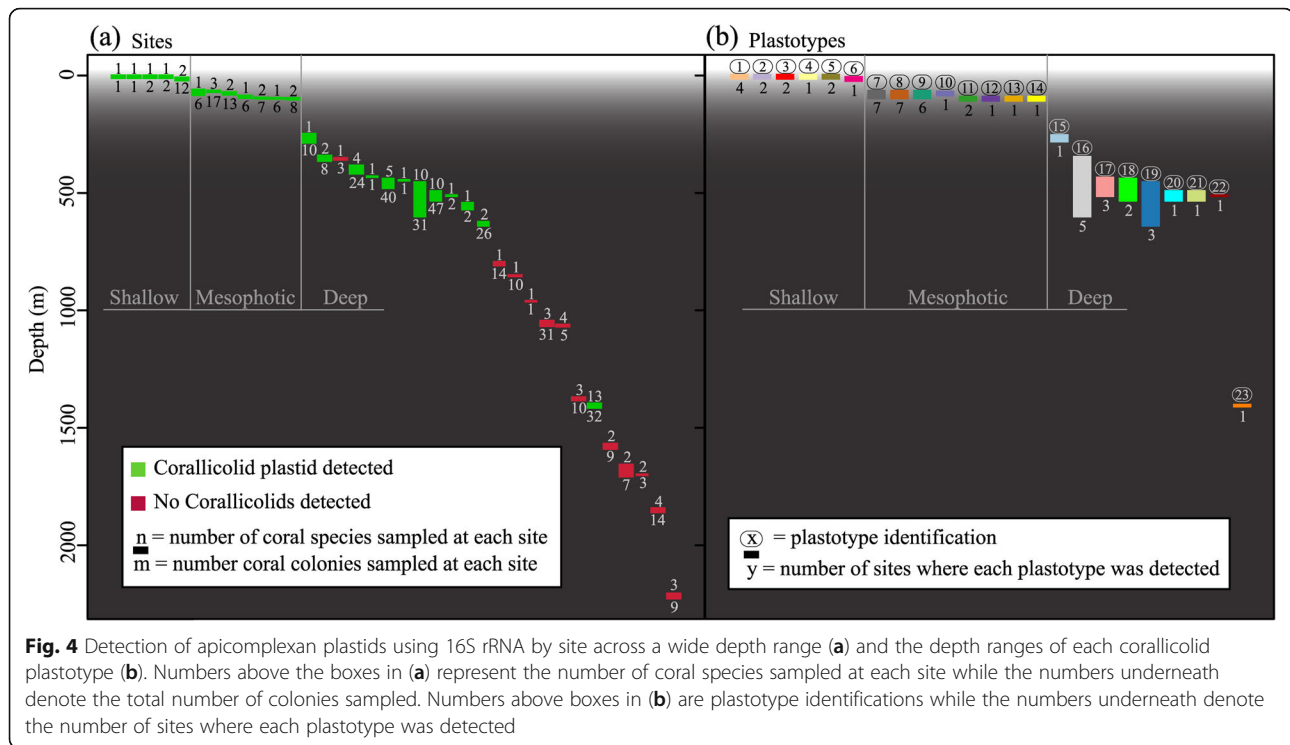 (a) Sites
(b) Plastotypes
1 1 1 1 2
1 1 2 2 12
1 3 2 1 2 1 2
6 17 13 6 7 6 8
1 2 3 4 5 6
4 2 2 1 2 1
7 8 9 10 11 12 13 14
7 7 6 1 2 1 1 1
1 2 1 4 1 5 1 10 10 1 1 2
10 8 3 24 1 40 1 31 47 2 2 26
1 1 1 3 4
14 10 1 31 5
3 13 2 2 2 4 3
10 32 9 7 3 14 9
15 16 17 18 19 20 21 22
1 5 3 2 3 1 1 1
23
1
Shallow Mesophotic Deep
Shallow Mesophotic Deep
Depth (m)
0
500
1000
1500
2000
Corallicolid plastid detected
No Corallicolids detected
n = number of coral species sampled at each site
m = number coral colonies sampled at each site
x = plastotype identification
y = number of sites where each plastotype was detected
Fig. 4 Detection of apicomplexan plastids using 16S rRNA by site across a wide depth range (a) and the depth ranges of each corallicolid
plastotype (b). Numbers above the boxes in (a) represent the number of coral species sampled at each site while the numbers underneath
denote the total number of colonies sampled. Numbers above boxes in (b) are plastotype identifications while the numbers underneath denote
the number of sites where each plastotype was detected